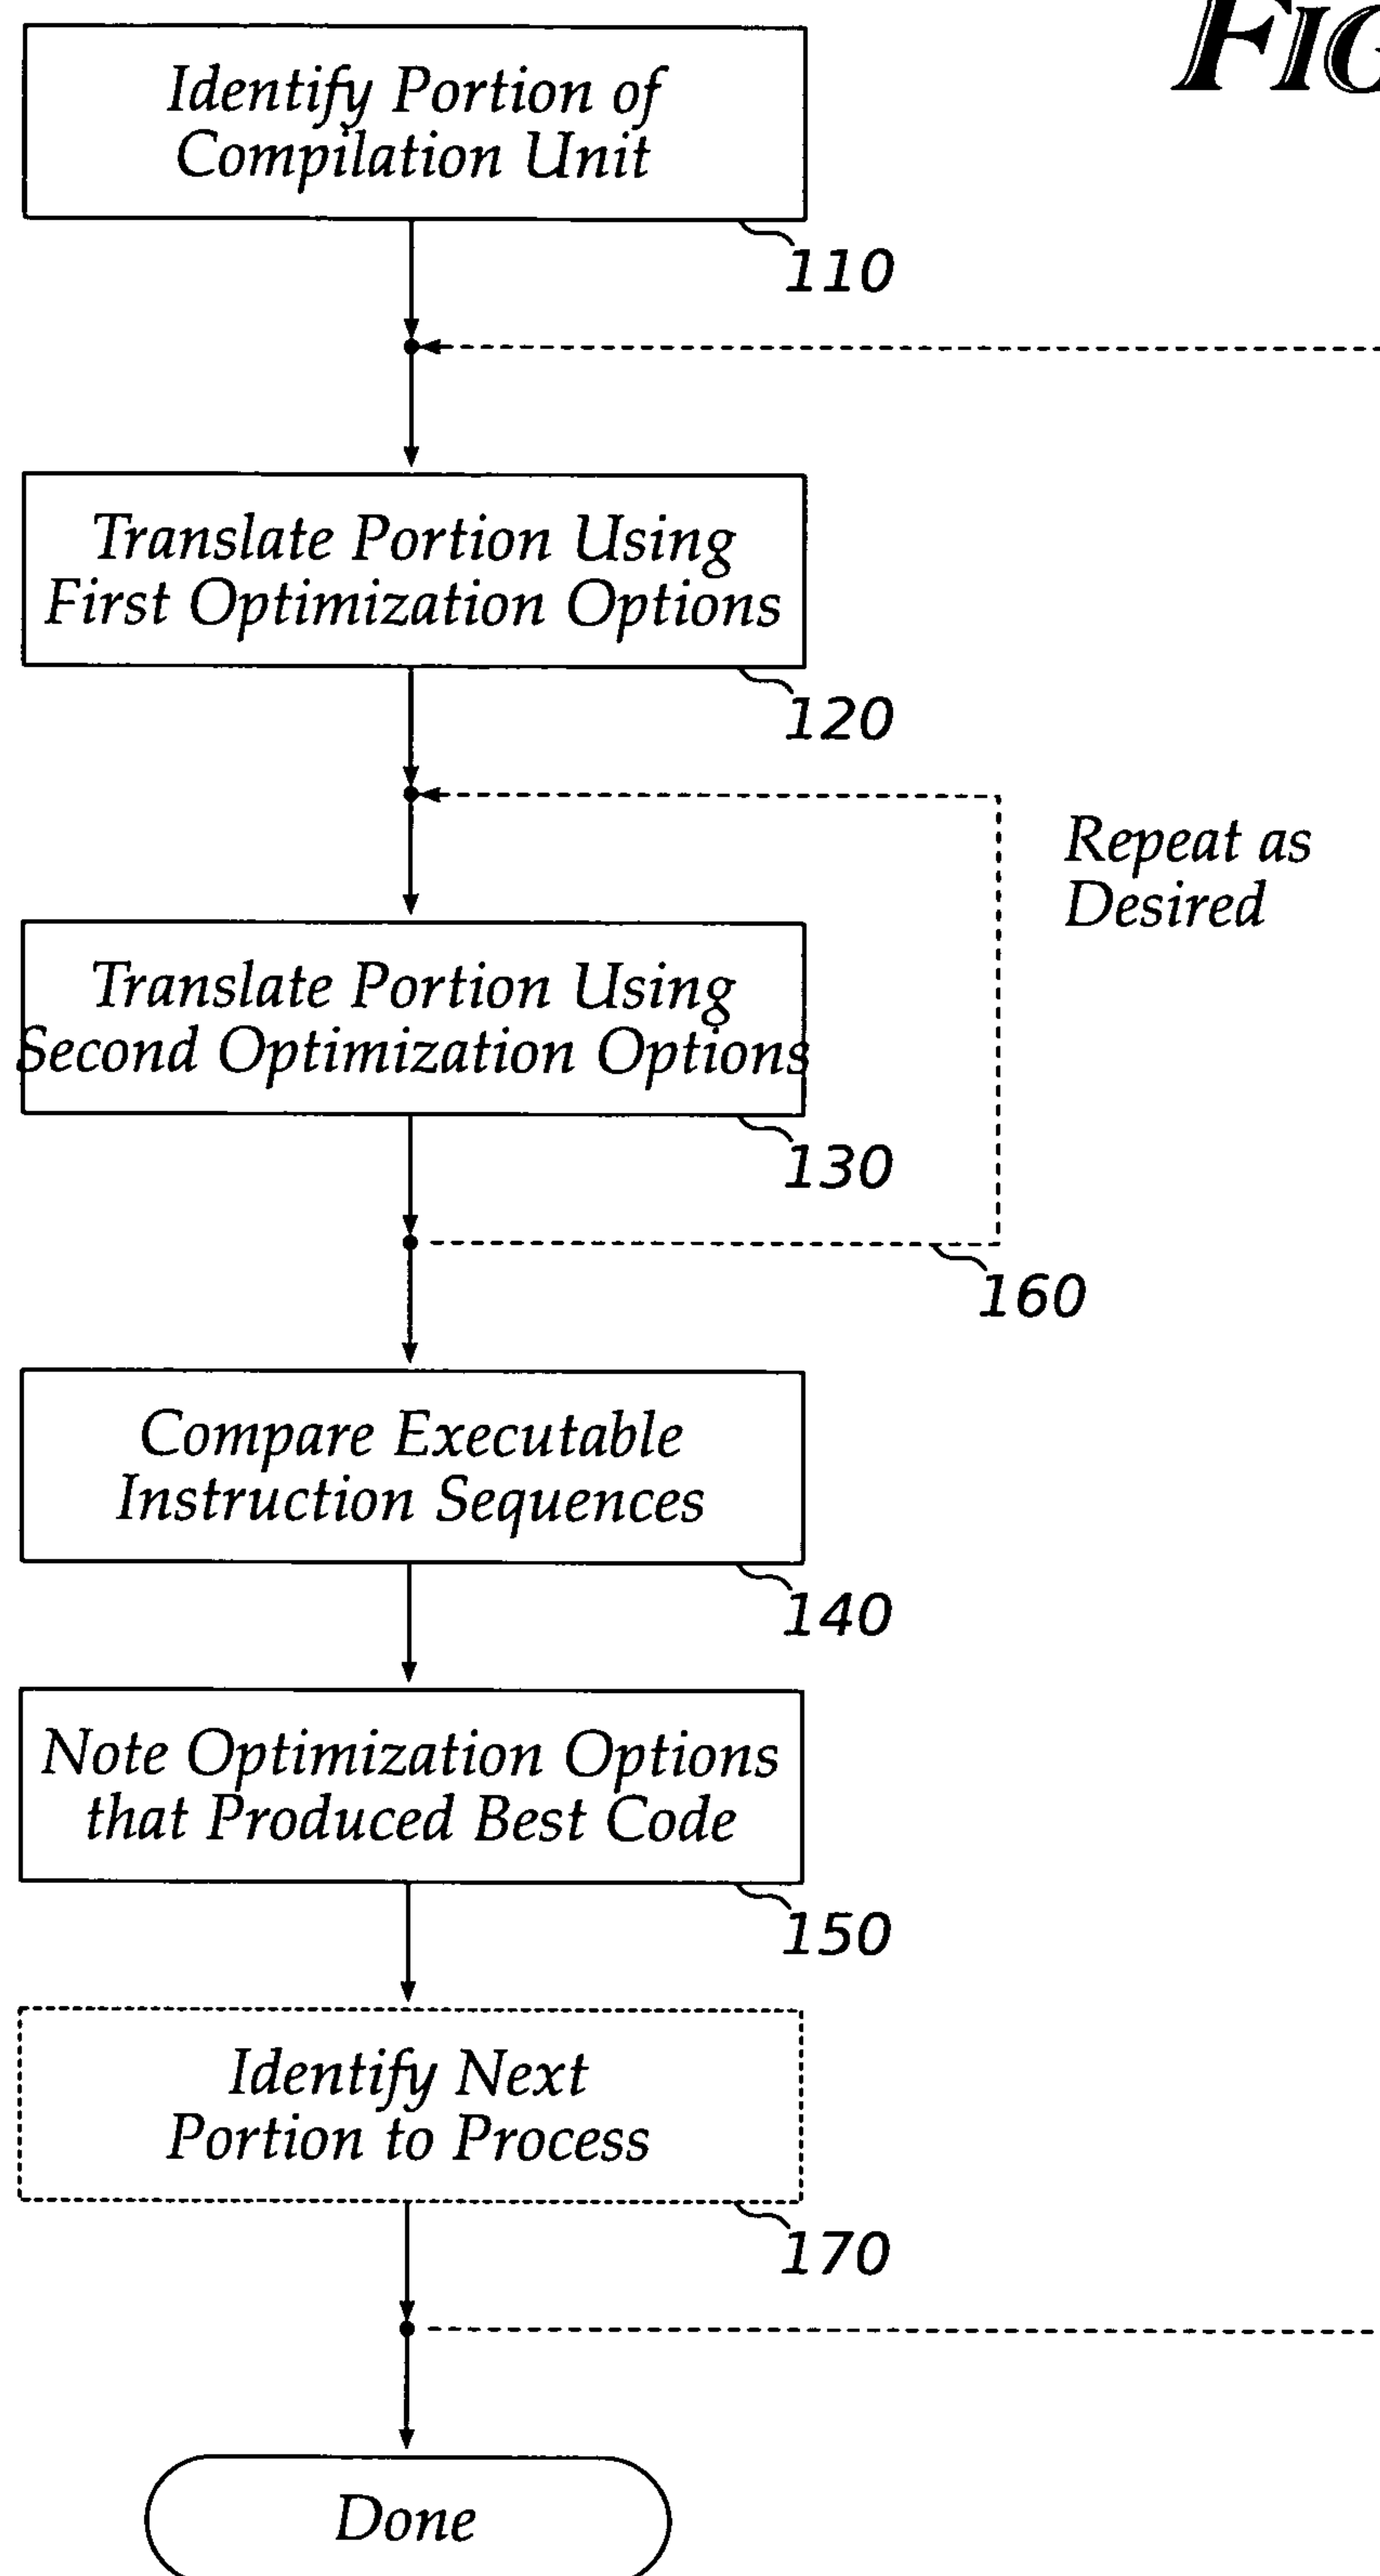 Identify Portion of
Compilation Unit
110
Translate Portion Using
First Optimization Options
120
Repeat as
Desired
Translate Portion Using
Second Optimization Options
130
160
Compare Executable
Instruction Sequences
140
Note Optimization Options
that Produced Best Code
150
Identify Next
Portion to Process
170
Done